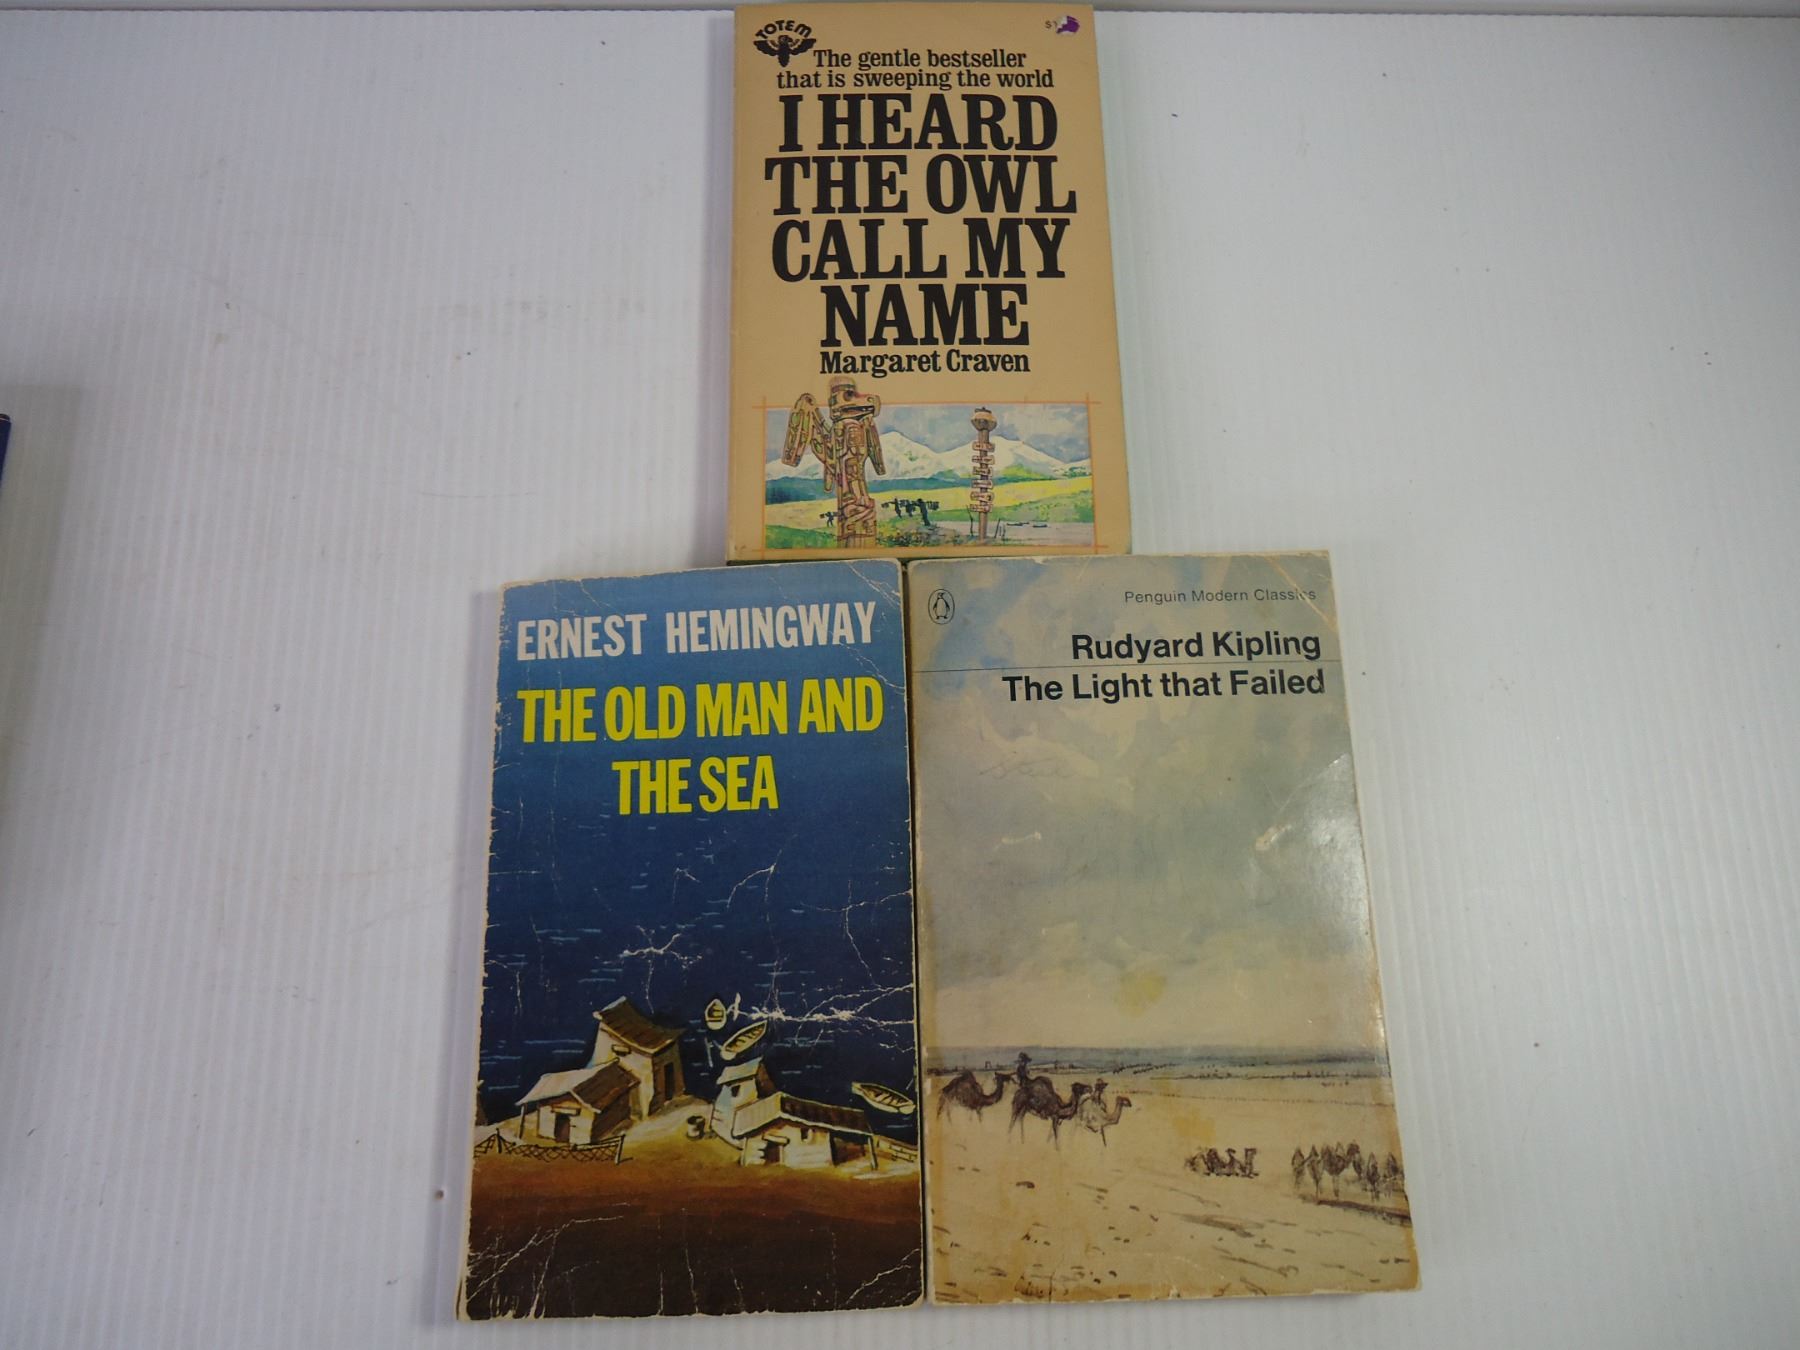 TOTEM
The gentle bestseller
that is sweeping the world
I HEARD
THE OWL
CALL MY
NAME
Margaret Craven
ERNEST HEMINGWAY
THE OLD MAN AND
THE SEA
Penguin Modern Classics
Rudyard Kipling
The Light that Failed